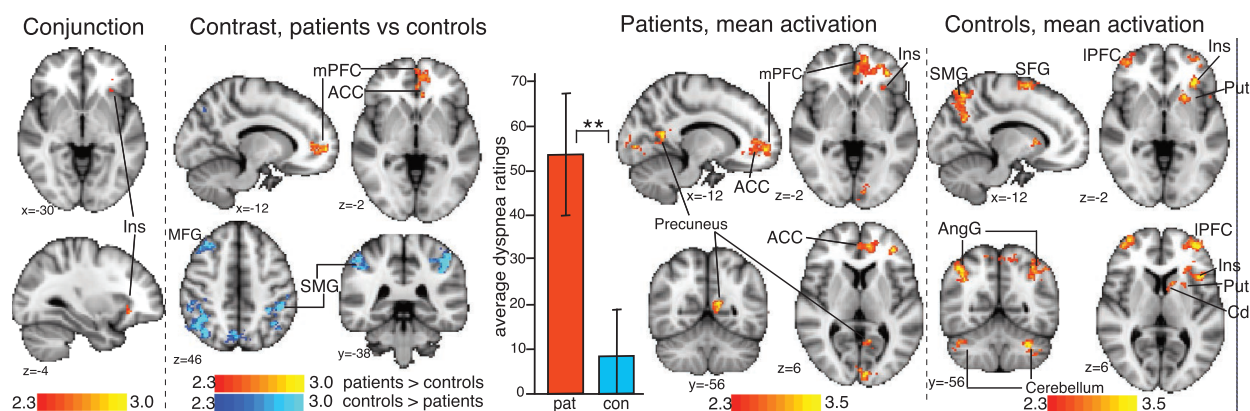 Conjunction
x=-30
Ins
z=-4
2.3 3.0
Contrast, patients vs controls
mPFC
ACC
x=-12
z=-2
MFG
SMG
z=46
y=-38
2.3 3.0 patients > controls
2.3 3.0 controls > patients
average dyspnea ratings
70
60
50
40
30
20
10
0
**
pat con
Patients, mean activation
mPFC
Ins
ACC
x=-12
z=-2
Precuneus
ACC
y=-56
z=6
2.3 3.5
Controls, mean activation
SMG
SFG
lPFC
Ins
Put
x=-12
z=-2
AngG
lPFC
Ins
Put
Cd
y=-56
Cerebellum
z=6
2.3 3.5